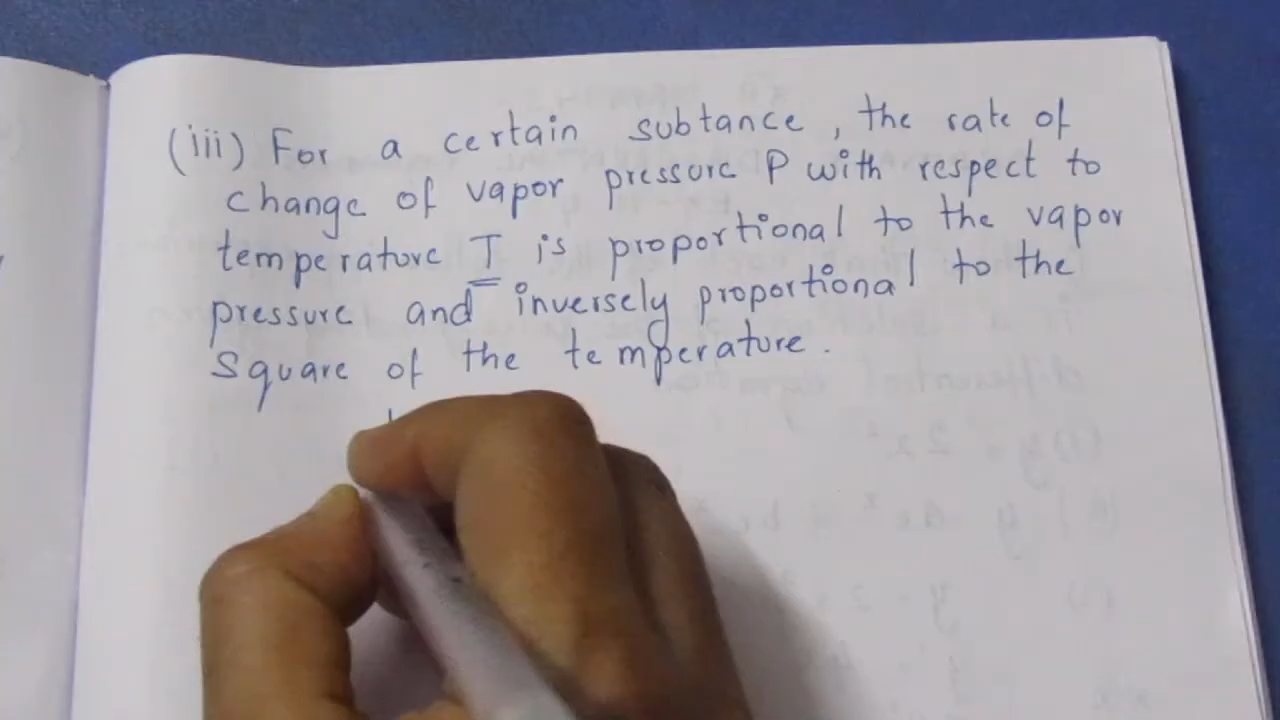 (iii) For a certain subtance, the rate of
change of vapor pressure P with respect to
temperature T is proportional to the vapor
pressure and inversely proportional to the
square of the temperature.